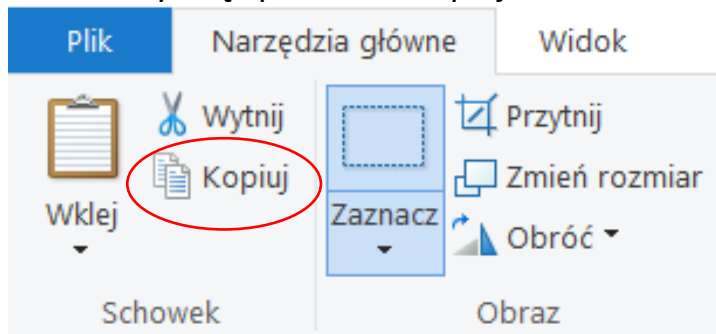 Plik Narzędzia główne Widok
Wytnij
Kopiuj
Wklej
Schowek
Zaznacz
Przytnij
Zmień rozmiar
Obróć
Obraz